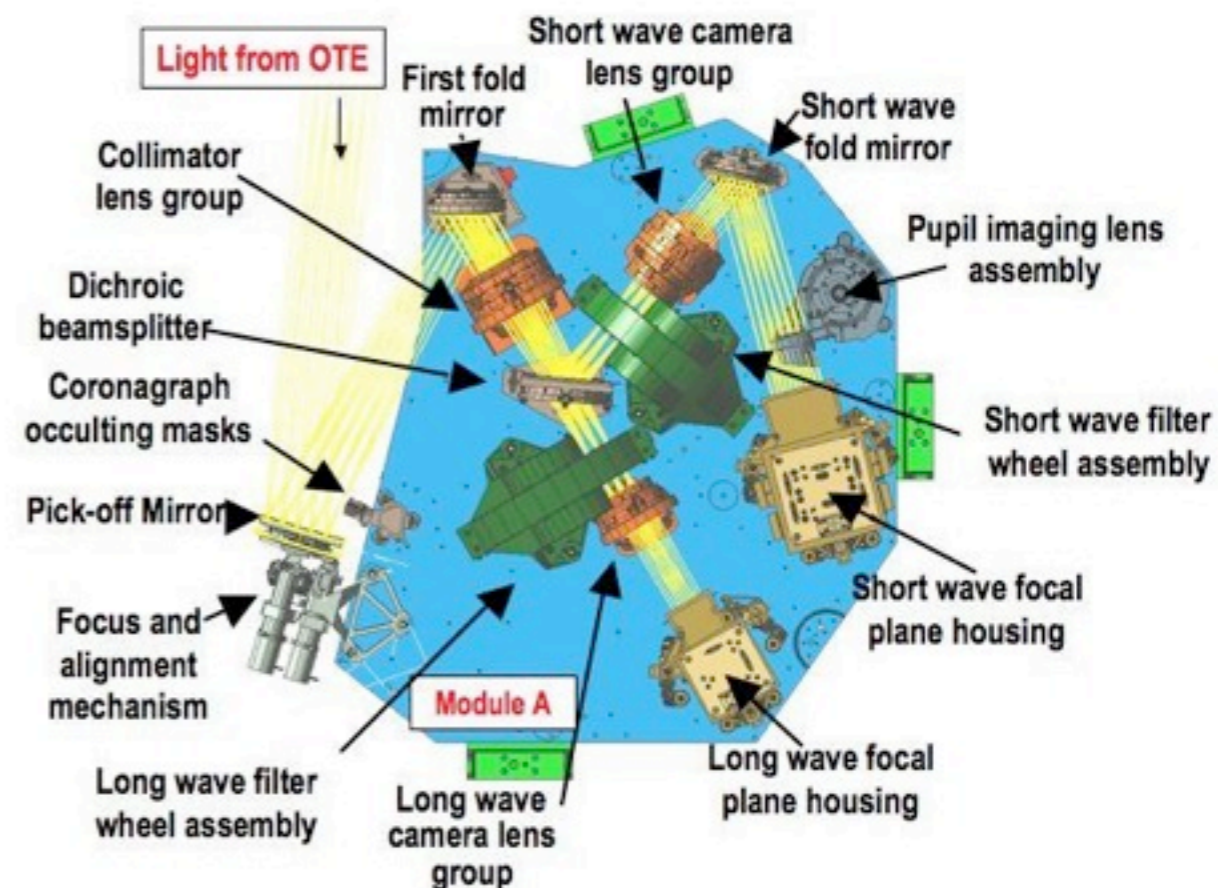 Light from OTE
First fold
mirror
Short wave camera
lens group
Short wave
fold mirror
Collimator
lens group
Pupil imaging lens
assembly
Dichroic
beamsplitter
Coronagraph
occulting masks
Short wave filter
wheel assembly
Pick-off Mirror
Focus and
alignment
mechanism
Short wave focal
plane housing
Module A
Long wave filter
wheel assembly
Long wave
camera lens
group
Long wave focal
plane housing